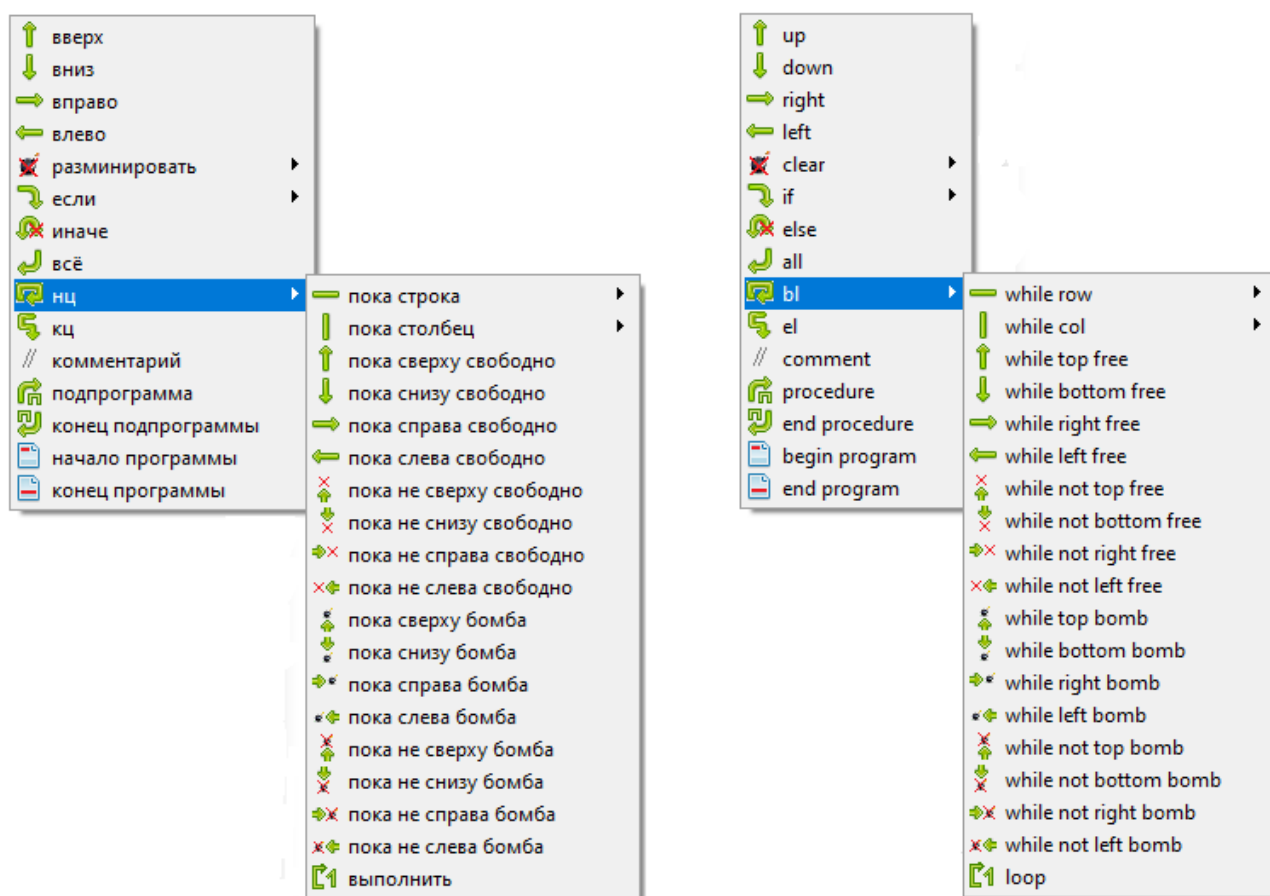 вверх
вниз
вправо
влево
разминировать
если
иначе
всё
нц
кц
// комментарий
подпрограмма
конец подпрограммы
начало программы
конец программы
пока строка
пока столбец
пока сверху свободно
пока снизу свободно
пока справа свободно
пока слева свободно
пока не сверху свободно
пока не снизу свободно
пока не справа свободно
пока не слева свободно
пока сверху бомба
пока снизу бомба
пока справа бомба
пока слева бомба
пока не сверху бомба
пока не снизу бомба
пока не справа бомба
пока не слева бомба
выполнить
up
down
right
left
clear
if
else
all
bl
el
// comment
procedure
end procedure
begin program
end program
while row
while col
while top free
while bottom free
while right free
while left free
while not top free
while not bottom free
while not right free
while not left free
while top bomb
while bottom bomb
while right bomb
while left bomb
while not top bomb
while not bottom bomb
while not right bomb
while not left bomb
loop